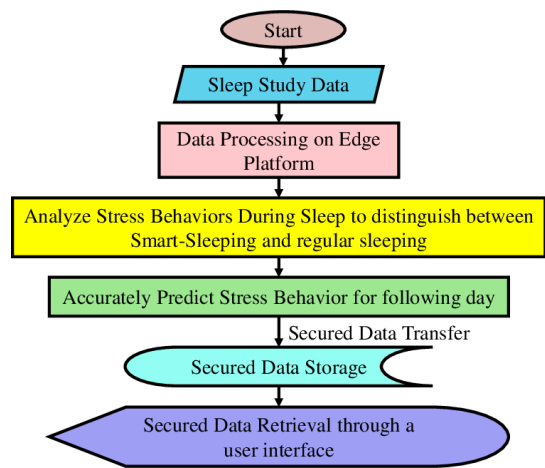 Start
Sleep Study Data
Data Processing on Edge
Platform
Analyze Stress Behaviors During Sleep to distinguish between
Smart-Sleeping and regular sleeping
Accurately Predict Stress Behavior for following day
Secured Data Transfer
Secured Data Storage
Secured Data Retrieval through a
user interface